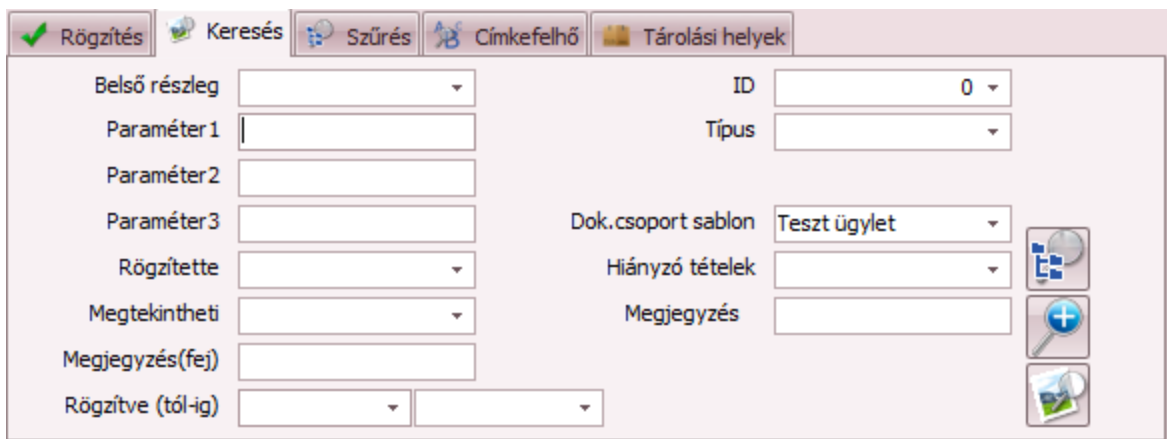 Rögzítés Keresés Szűrés Címkefelhő Tárolási helyek
Belső részleg ID 0
Paraméter1 Típus
Paraméter2
Paraméter3 Dok.csoport sablon Teszt ügylet
Rögzítette Hiányzó tételek
Megtekintheti Megjegyzés
Megjegyzés(fej)
Rögzítve (tól-ig)